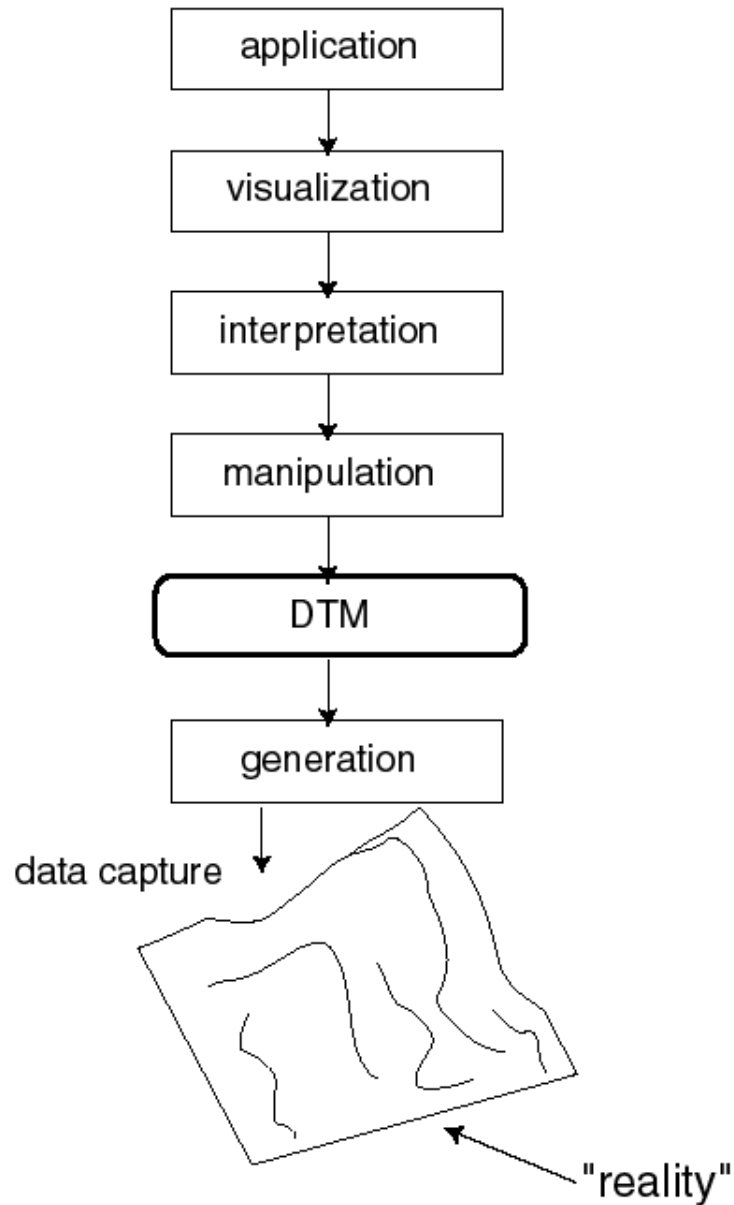 application
visualization
interpretation
manipulation
DTM
generation
data capture
"reality"